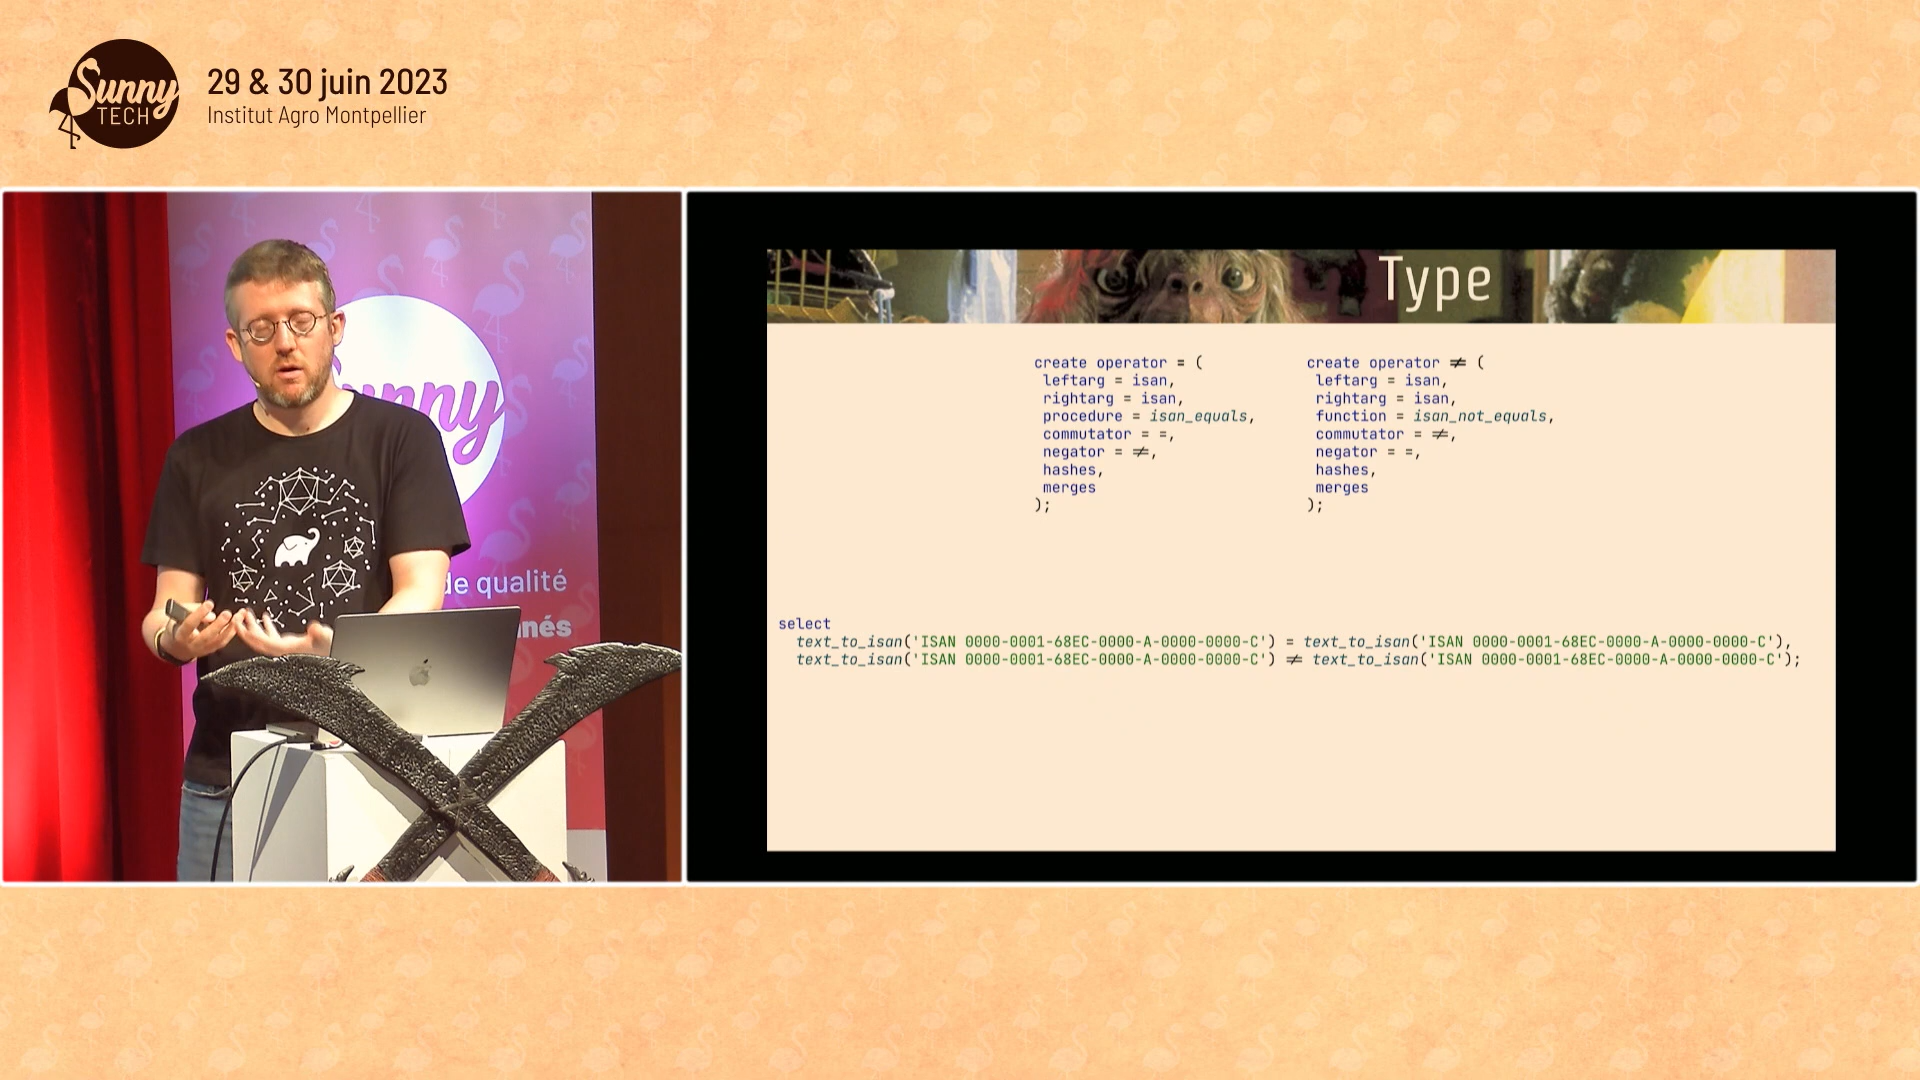 Sunny
TECH
29 & 30 juin 2023
Institut Agro Montpellier
unny
de qualité
nés
Type
create operator = (
leftarg = isan,
rightarg = isan,
procedure = isan_equals,
commutator = =,
negator = ≠,
hashes,
merges
);
create operator ≠ (
leftarg = isan,
rightarg = isan,
function = isan_not_equals,
commutator = ≠,
negator = =,
hashes,
merges
);
select
text_to_isan('ISAN 0000-0001-68EC-0000-A-0000-0000-C') = text_to_isan('ISAN 0000-0001-68EC-0000-A-0000-0000-C'),
text_to_isan('ISAN 0000-0001-68EC-0000-A-0000-0000-C') ≠ text_to_isan('ISAN 0000-0001-68EC-0000-A-0000-0000-C');